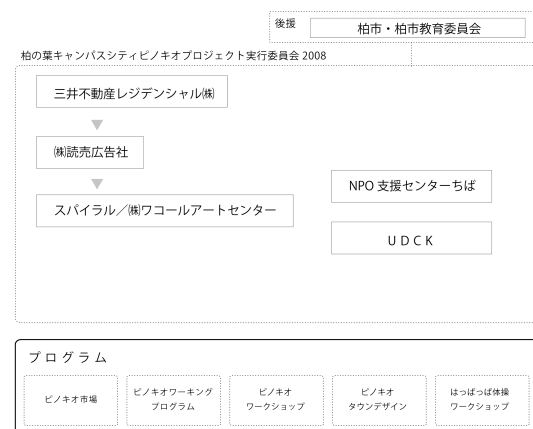 後援
柏市・柏市教育委員会
柏の葉キャンパスシティピノキオプロジェクト実行委員会 2008
三井不動産レジデンシャル㈱
㈱読売広告社
スパイラル／㈱ワコールアートセンター
NPO 支援センターちば
UDCK
プログラム
ピノキオ市場
ピノキオワーキング
プログラム
ピノキオ
ワークショップ
ピノキオ
タウンデザイン
はっぱっぱ体操
ワークショップ